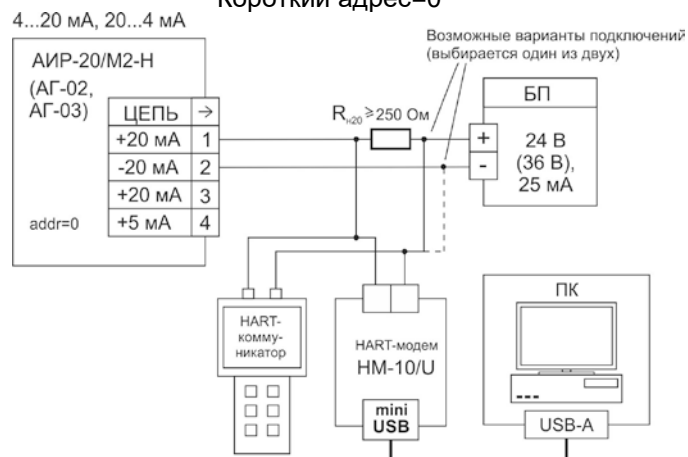 Короткий адрес=0
4...20 мА, 20...4 мА
Возможные варианты подключений
(выбирается один из двух)
АИР-20/М2-Н
(АГ-02,
АГ-03)
ЦЕПЬ →
+20 мА 1
-20 мА 2
+20 мА 3
+5 мА 4
addr=0
Rн20 ≥250 Ом
БП
+
-
24 В
(36 В),
25 мА
HART-
комму-
никатор
HART-модем
НМ-10/U
mini
USB
ПК
USB-A